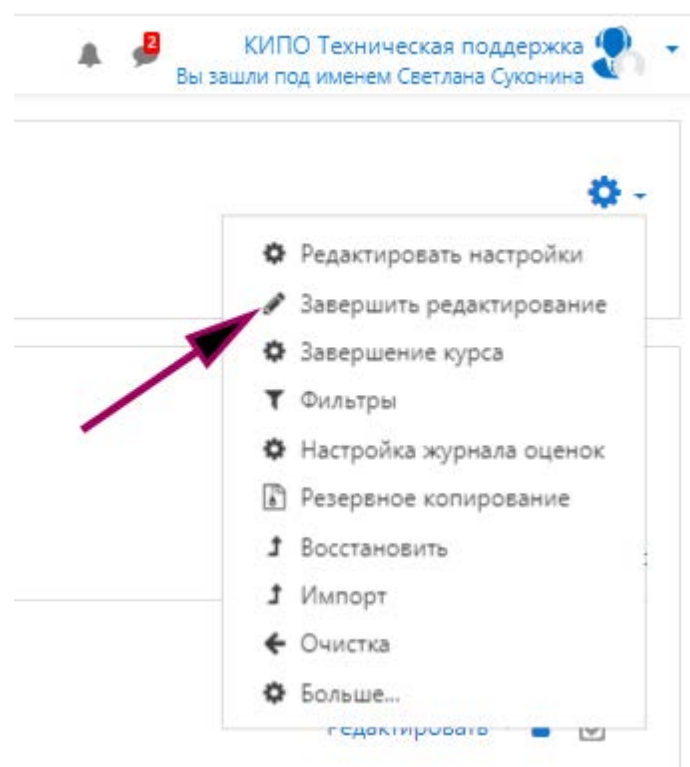 2
КИПО Техническая поддержка
Вы зашли под именем Светлана Суконина
Редактировать настройки
Завершить редактирование
Завершение курса
Фильтры
Настройка журнала оценок
Резервное копирование
Восстановить
Импорт
Очистка
Больше...
Редактировать